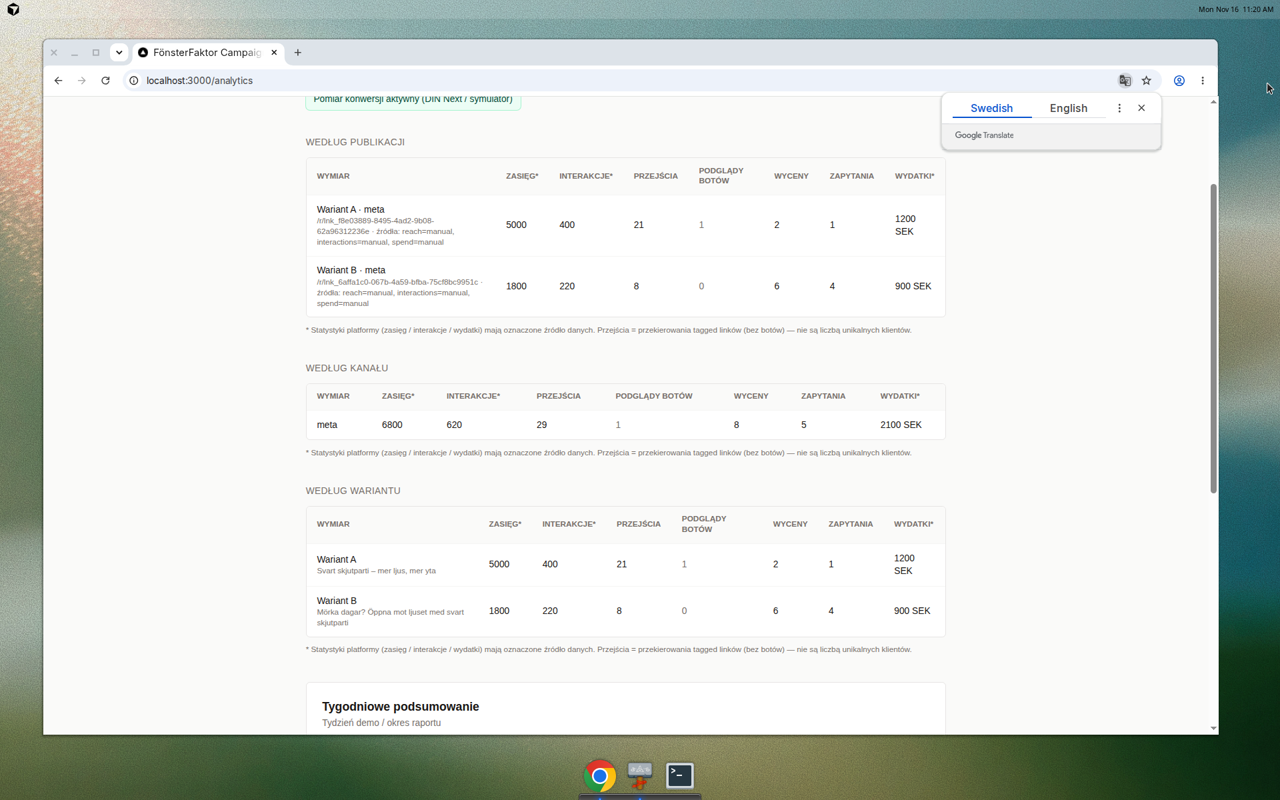 Mon Nov 16 11:20 AM
FönsterFaktor Campaig
localhost:3000/analytics
Swedish English
Google Translate
Pomiar konwersji aktywny (DIN Next / symulator)
WEDŁUG PUBLIKACJI
WYMIAR ZASIĘG* INTERAKCJE* PRZEJŚCIA PODGLĄDY BOTÓW WYCENY ZAPYTANIA WYDATKI*
Wariant A · meta
/r/lnk_f8e03889-8495-4ad2-9b08-
62a96312236e · źródła: reach=manual,
interactions=manual, spend=manual
5000 400 21 1 2 1 1200 SEK
Wariant B · meta
/r/lnk_6affa1c0-067b-4a59-bfba-75cf8bc9951c ·
źródła: reach=manual, interactions=manual,
spend=manual
1800 220 8 0 6 4 900 SEK
* Statystyki platformy (zasięg / interakcje / wydatki) mają oznaczone źródło danych. Przejścia = przekierowania tagged linków (bez botów) — nie są liczbą unikalnych klientów.
WEDŁUG KANAŁU
WYMIAR ZASIĘG* INTERAKCJE* PRZEJŚCIA PODGLĄDY BOTÓW WYCENY ZAPYTANIA WYDATKI*
meta 6800 620 29 1 8 5 2100 SEK
* Statystyki platformy (zasięg / interakcje / wydatki) mają oznaczone źródło danych. Przejścia = przekierowania tagged linków (bez botów) — nie są liczbą unikalnych klientów.
WEDŁUG WARIANTU
WYMIAR ZASIĘG* INTERAKCJE* PRZEJŚCIA PODGLĄDY BOTÓW WYCENY ZAPYTANIA WYDATKI*
Wariant A
Svart skjutparti – mer ljus, mer yta
5000 400 21 1 2 1 1200 SEK
Wariant B
Mörka dagar? Öppna mot ljuset med svart
skjutparti
1800 220 8 0 6 4 900 SEK
* Statystyki platformy (zasięg / interakcje / wydatki) mają oznaczone źródło danych. Przejścia = przekierowania tagged linków (bez botów) — nie są liczbą unikalnych klientów.
Tygodniowe podsumowanie
Tydzień demo / okres raportu